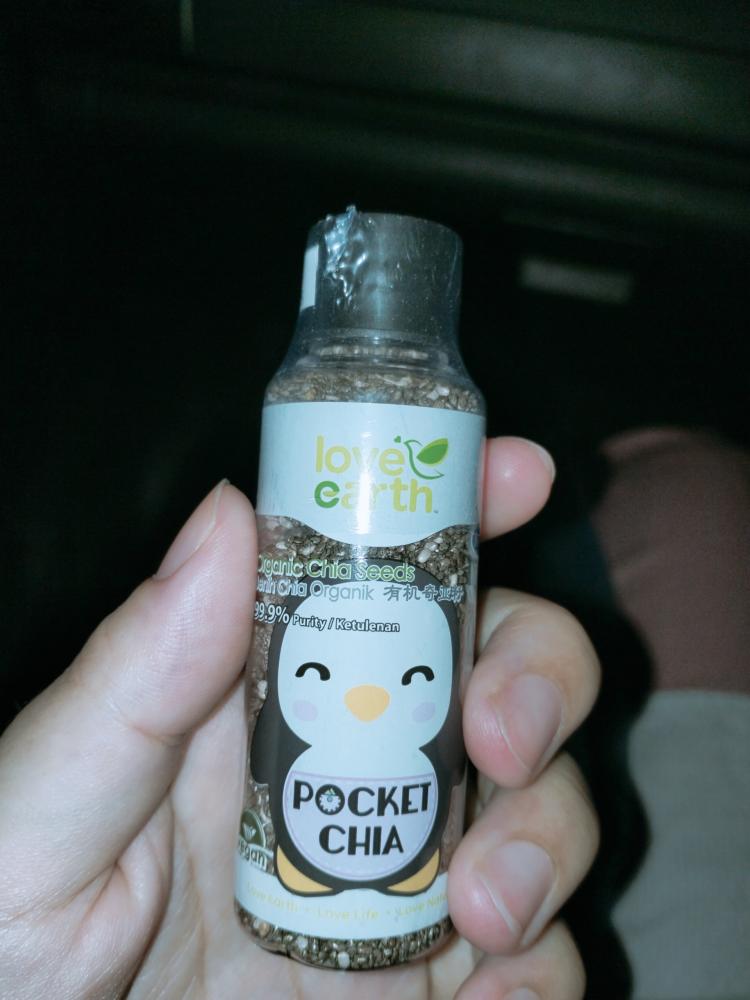 love
earth
Organic Chia Seeds
Benih Chia Organik 有机奇亚籽
99.9% Purity / Ketulenan
POCKET
CHIA
vegan
Love Earth • Love Life • Love Nature